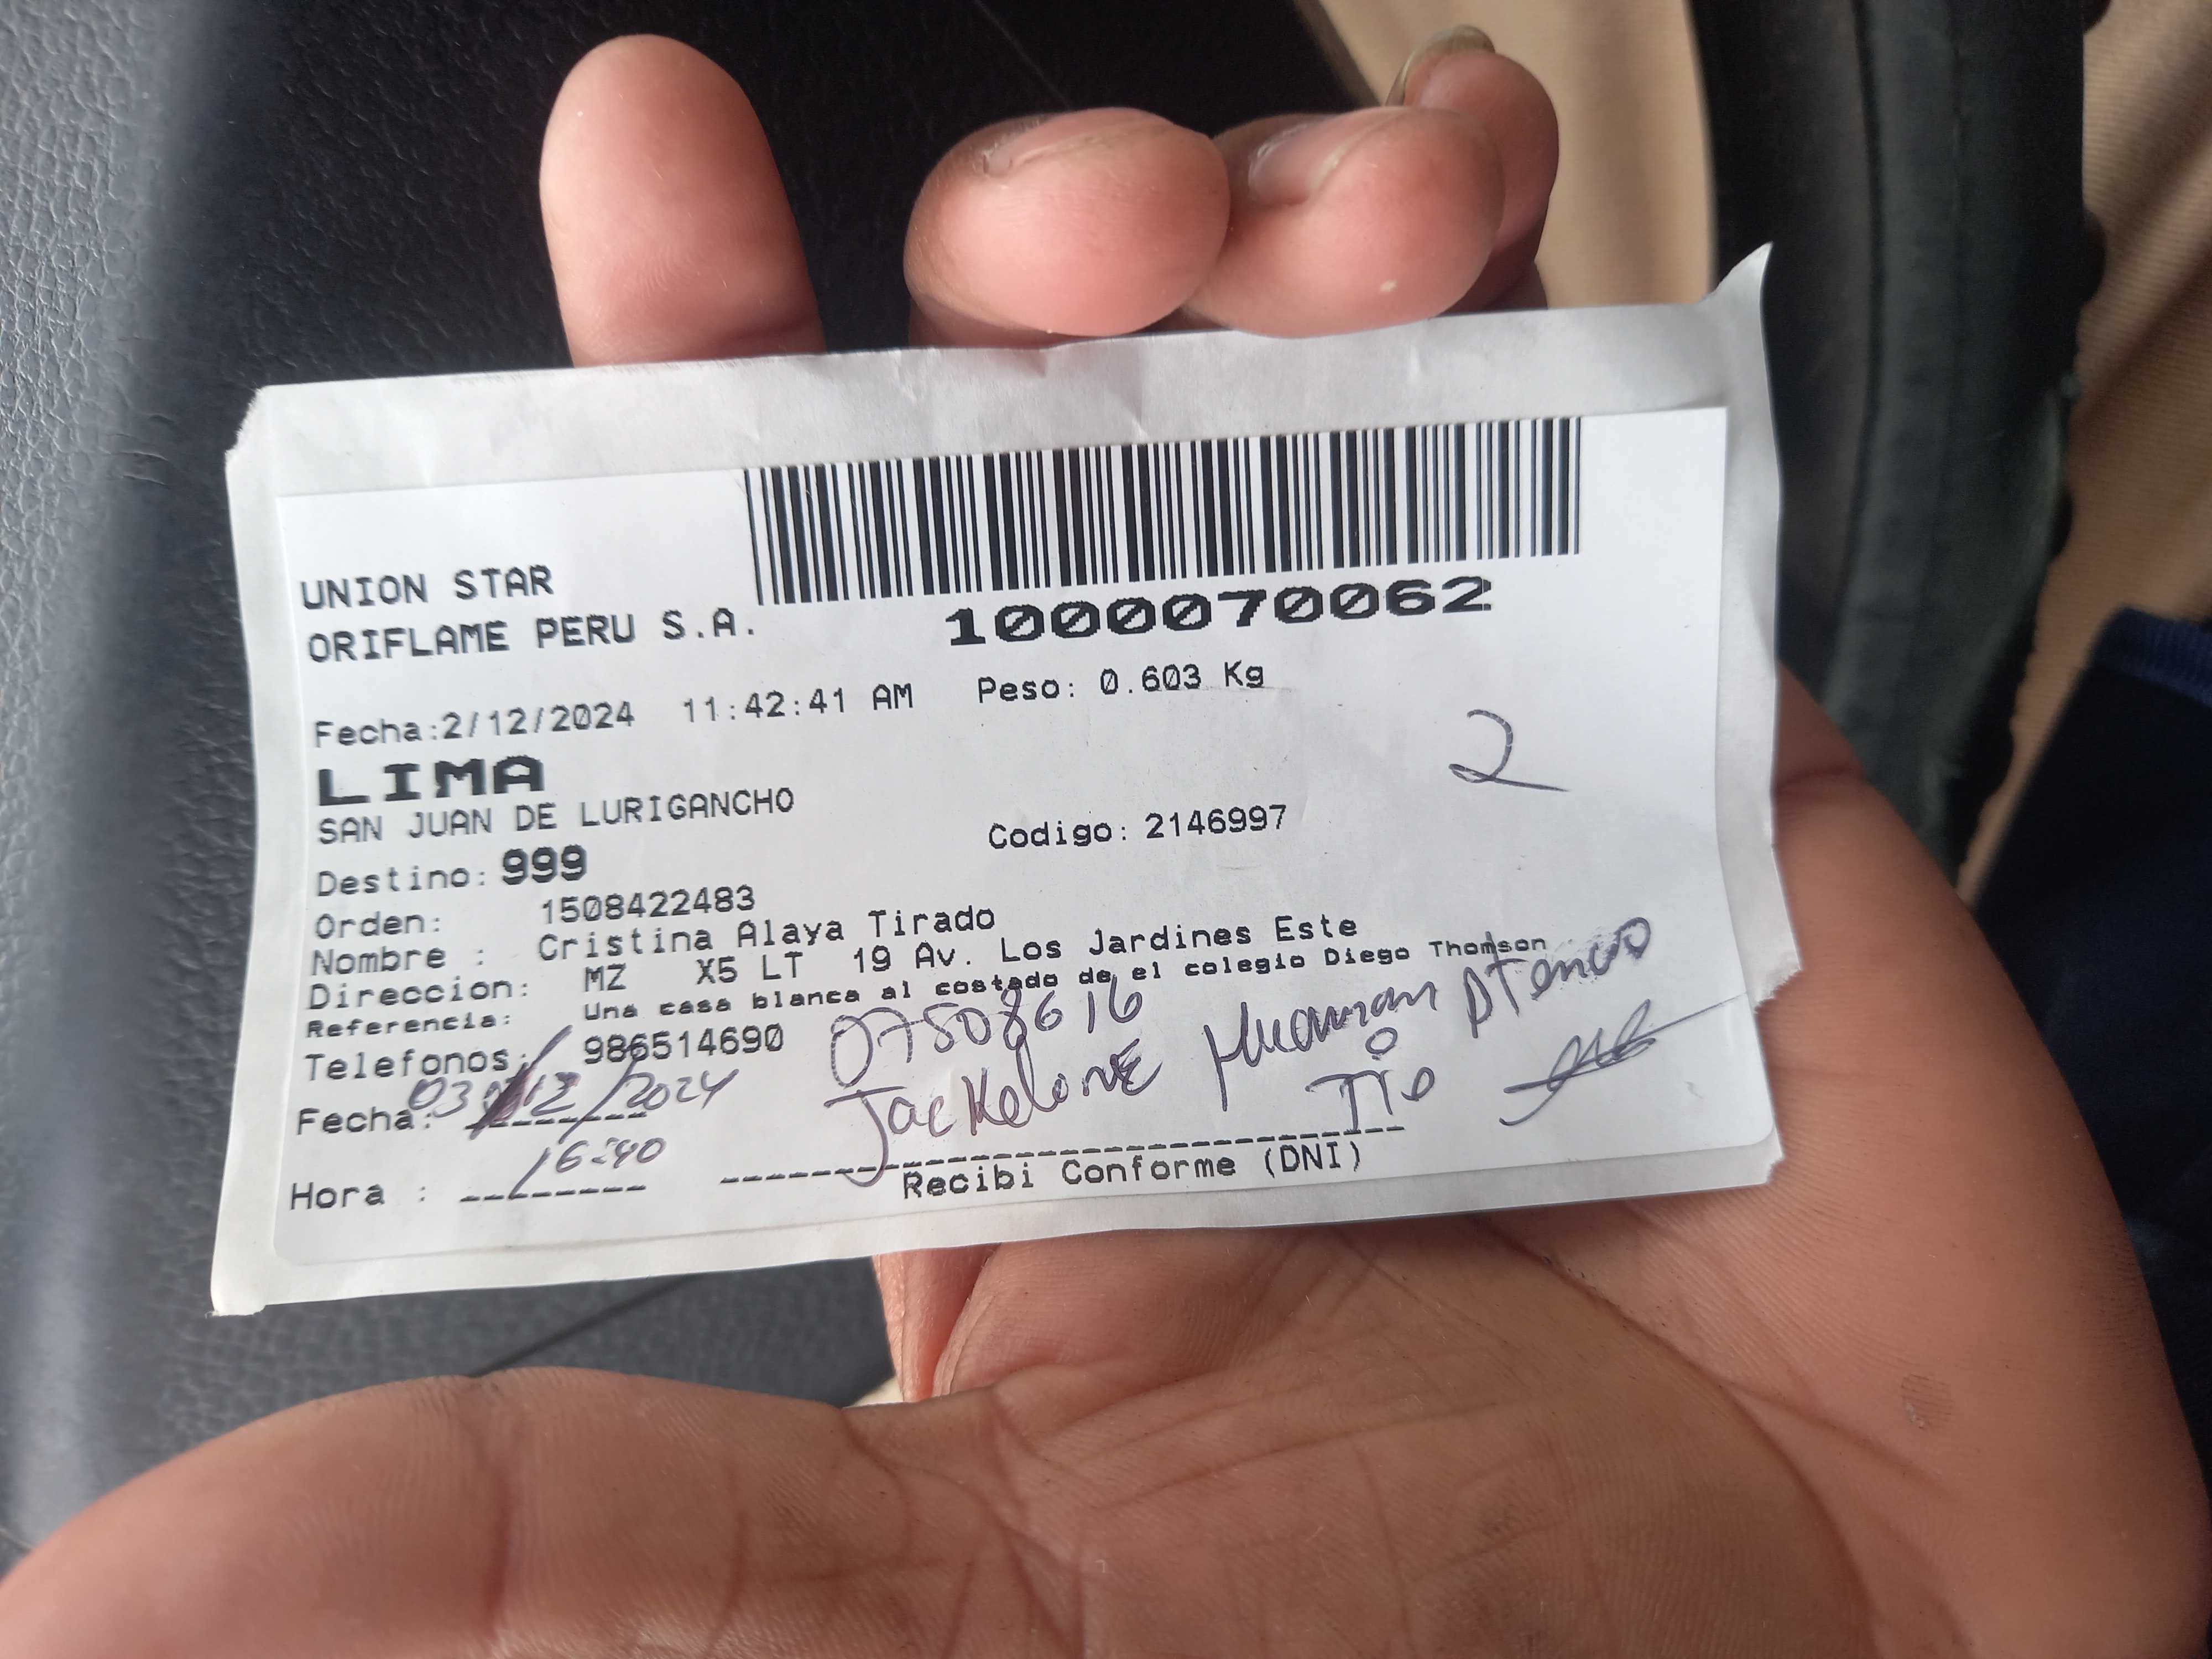 UNION STAR
ORIFLAME PERU S.A.
1000070062
Fecha:2/12/2024 11:42:41 AM Peso: 0.603 Kg
LIMA
2
SAN JUAN DE LURIGANCHO
Codigo: 2146997
Destino: 999
Orden: 1508422483
Nombre : Cristina Alaya Tirado
Direccion: MZ X5 LT 19 Av. Los Jardines Este
Referencia: Una casa blanca al costado de el colegio Diego Thomson
Telefonos: 986514690
07508616
Huaman
Tio
Fecha: 03/12/2024
Hora : 16:40
Recibi Conforme (DNI)